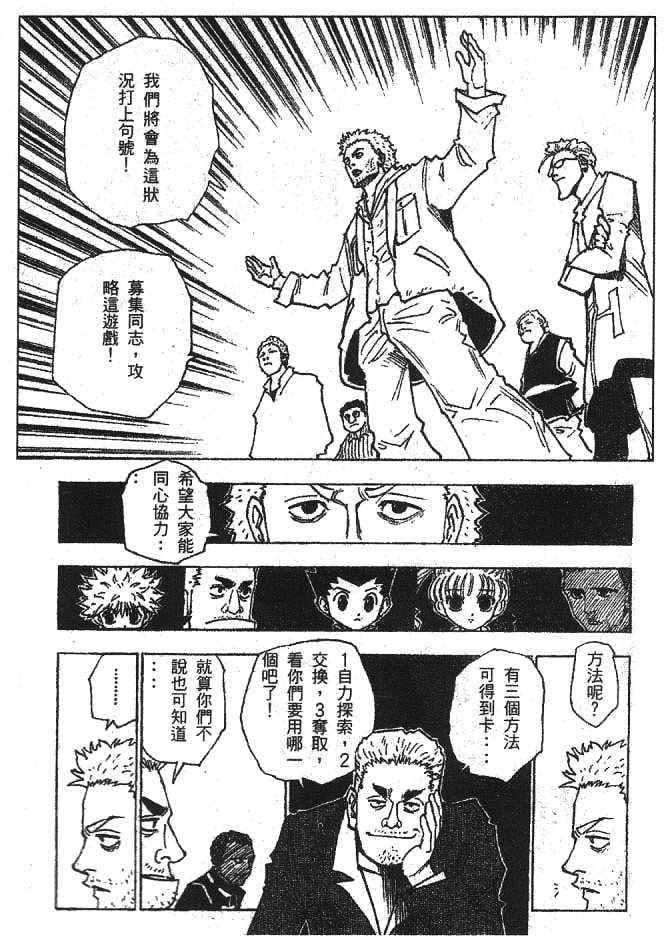 我們將會為這狀
況打上句號！
募集同志，攻
略這遊戲！
希望大家能
同心協力…
…
方法呢？
有三個方法
可得到卡……
1自力探索，2
交換，3奪取，
看你們要用哪一
個吧了！
就算你們不
說也可知道
……
………